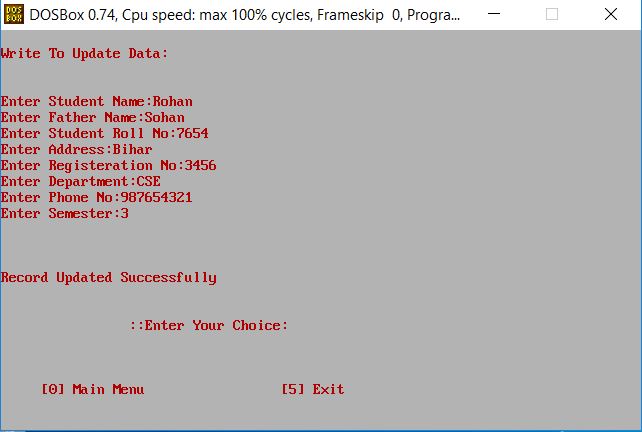 DOS
BOX
DOSBox 0.74, Cpu speed: max 100% cycles, Frameskip 0, Progra...
Write To Update Data:
Enter Student Name:Rohan
Enter Father Name:Sohan
Enter Student Roll No:7654
Enter Address:Bihar
Enter Registeration No:3456
Enter Department:CSE
Enter Phone No:987654321
Enter Semester:3
Record Updated Successfully
::Enter Your Choice:
[0] Main Menu [5] Exit